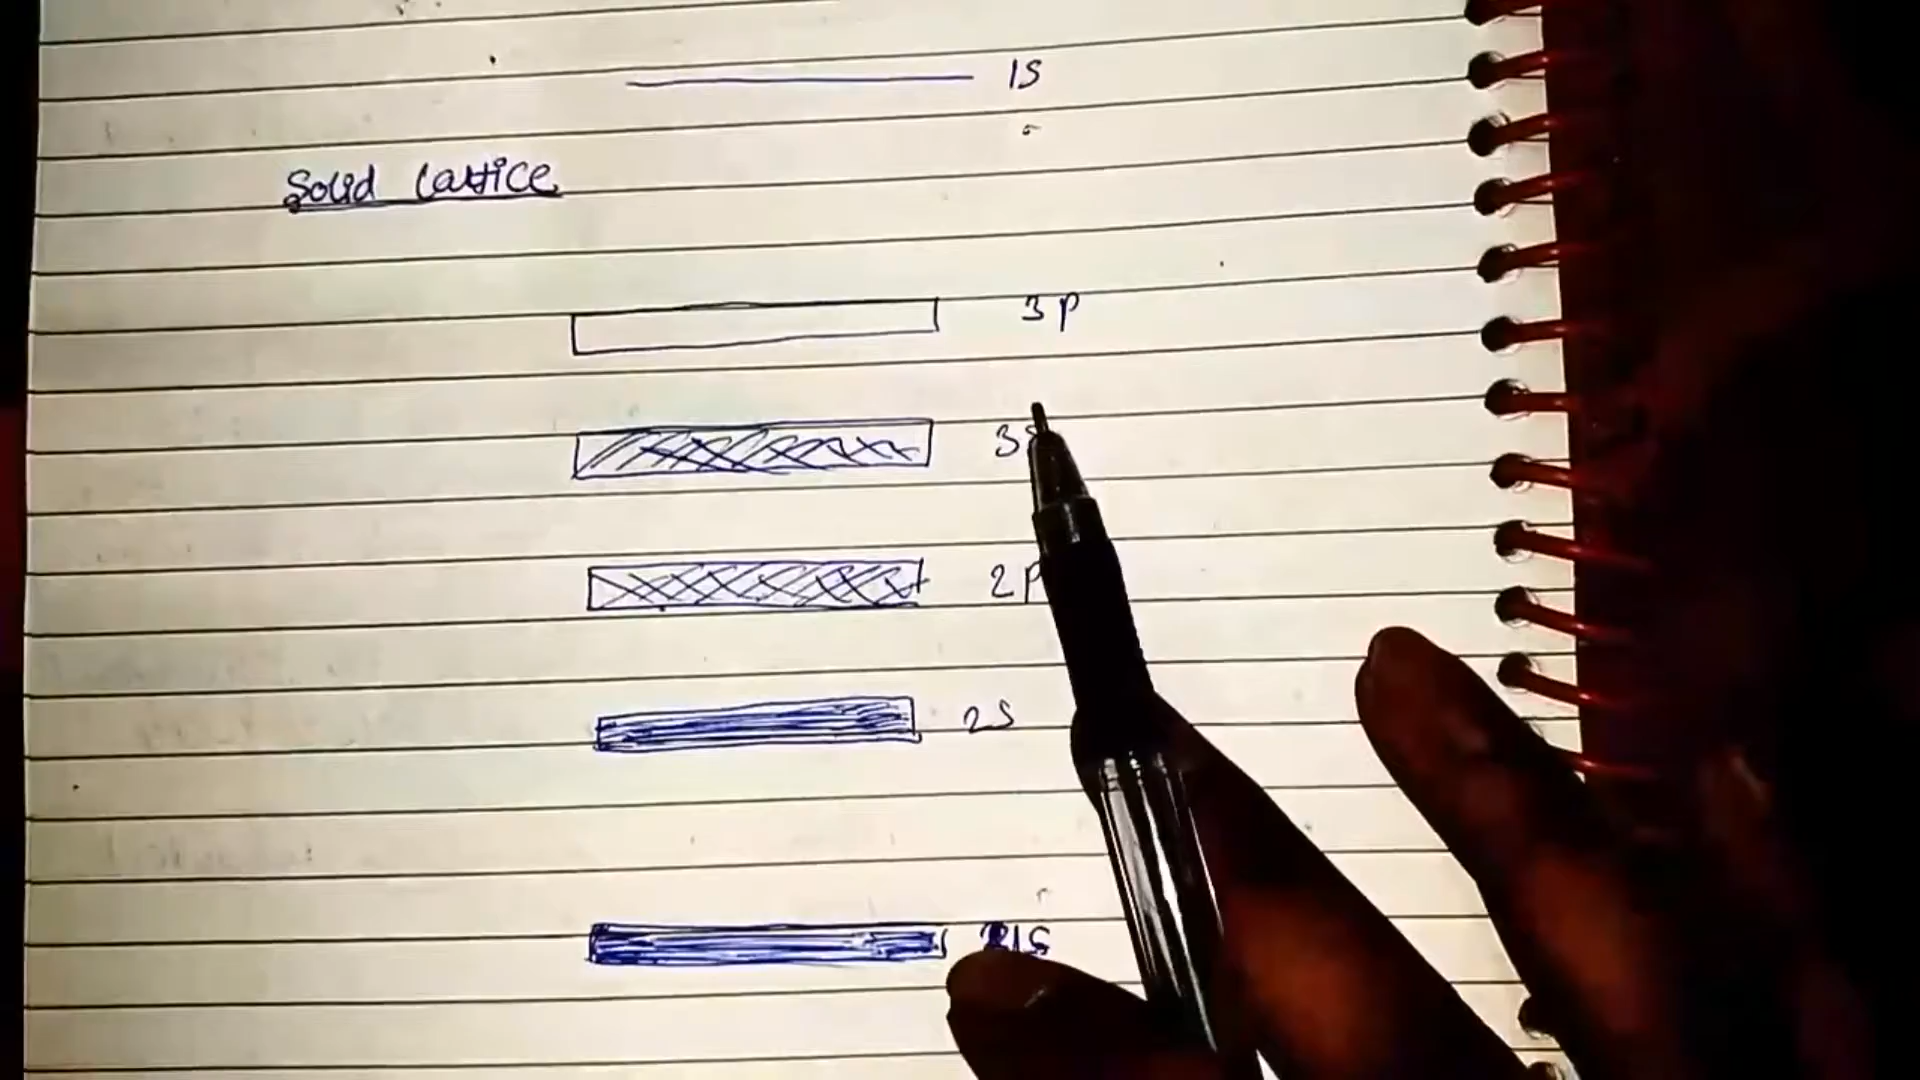 1S
Solid Lattice
3P
3S
2P
2S
1S